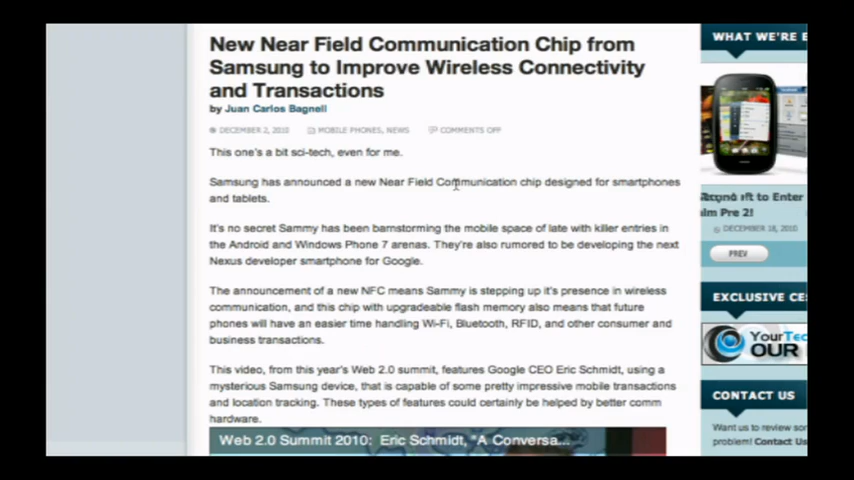 New Near Field Communication Chip from
Samsung to Improve Wireless Connectivity
and Transactions
by Juan Carlos Bagnell
DECEMBER 2, 2010 MOBILE PHONES, NEWS COMMENTS OFF
This one's a bit sci-tech, even for me.
Samsung has announced a new Near Field Communication chip designed for smartphones
and tablets.
It's no secret Sammy has been barnstorming the mobile space of late with killer entries in
the Android and Windows Phone 7 arenas. They're also rumored to be developing the next
Nexus developer smartphone for Google.
The announcement of a new NFC means Sammy is stepping up it's presence in wireless
communication, and this chip with upgradeable flash memory also means that future
phones will have an easier time handling Wi-Fi, Bluetooth, RFID, and other consumer and
business transactions.
This video, from this year's Web 2.0 summit, features Google CEO Eric Schmidt, using a
mysterious Samsung device, that is capable of some pretty impressive mobile transactions
and location tracking. These types of features could certainly be helped by better comm
hardware.
Web 2.0 Summit 2010: Eric Schmidt, "A Conversa...
WHAT WE'RE E
to Enter
lm Pre 2!
DECEMBER 18, 2010
PREV
EXCLUSIVE CE
YourTec
OUR
CONTACT US
Want us to review so
problem! Contact Us